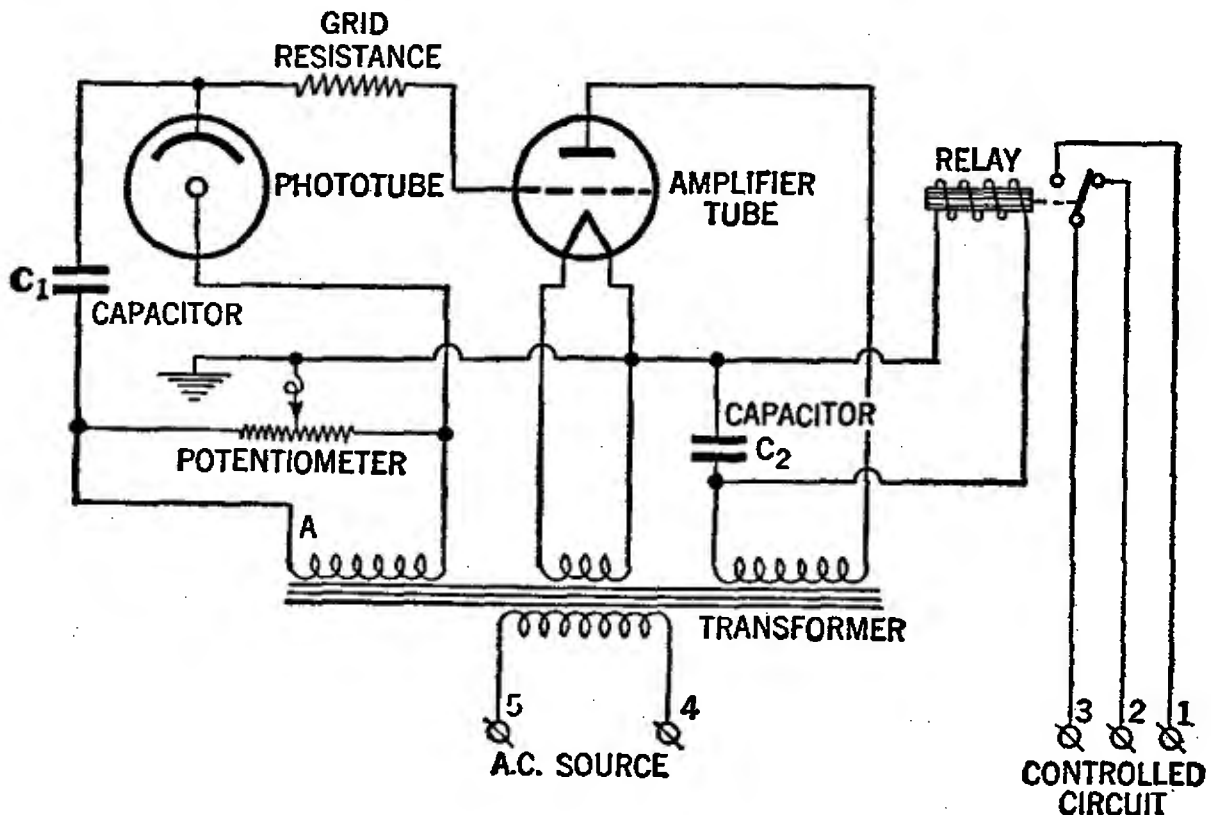 GRID
RESISTANCE
PHOTOTUBE
AMPLIFIER
TUBE
RELAY
C1
CAPACITOR
CAPACITOR
C2
POTENTIOMETER
A
TRANSFORMER
5
4
A.C. SOURCE
3
2
1
CONTROLLED
CIRCUIT